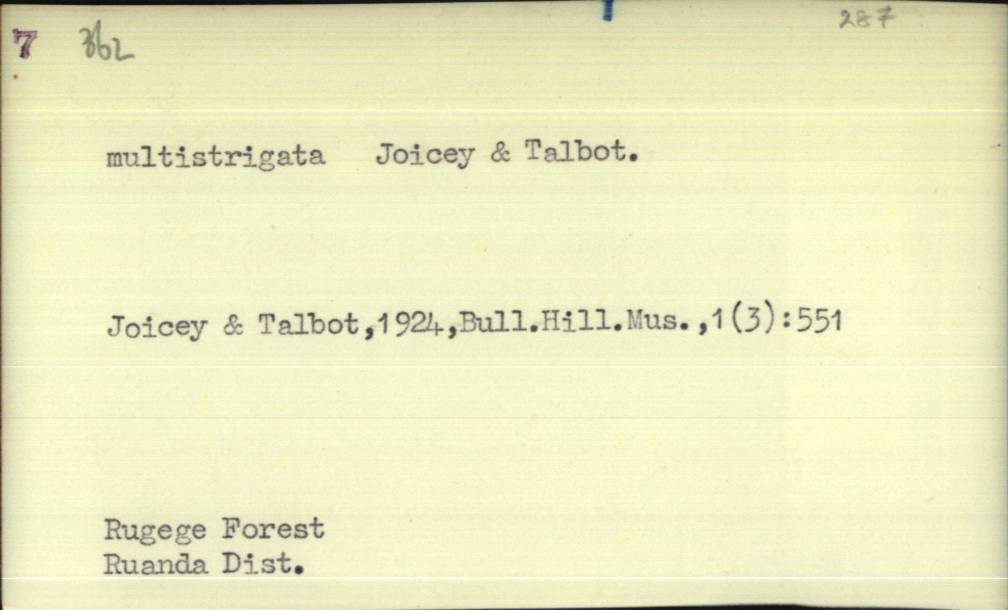 287
7 362
multistrigata Joicey & Talbot.
Joicey & Talbot,1924,Bull.Hill.Mus.,1(3):551
Rugege Forest
Ruanda Dist.